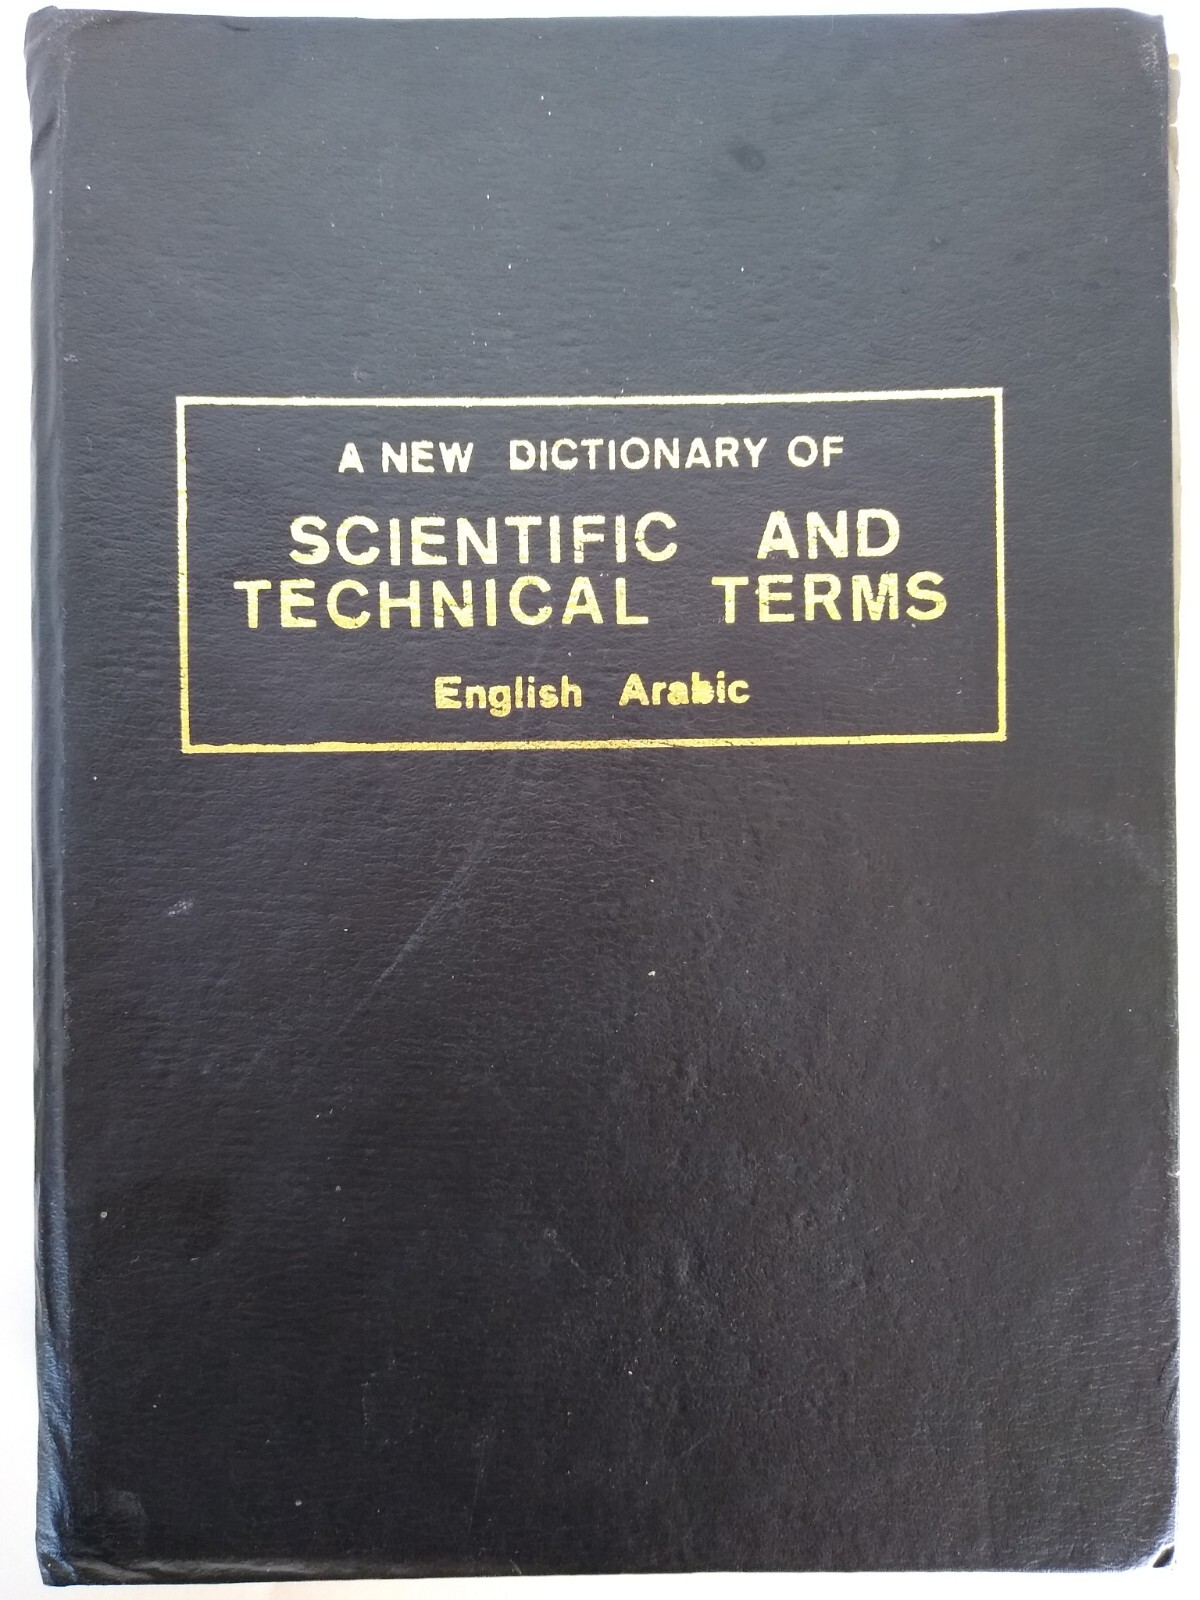 A NEW DICTIONARY OF
SCIENTIFIC AND
TECHNICAL TERMS
English Arabic